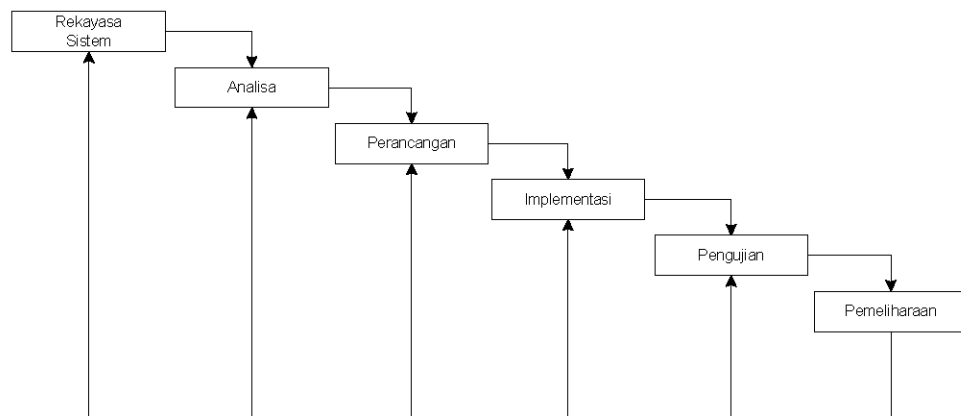 Rekayasa
Sistem
Analisa
Perancangan
Implementasi
Pengujian
Pemeliharaan